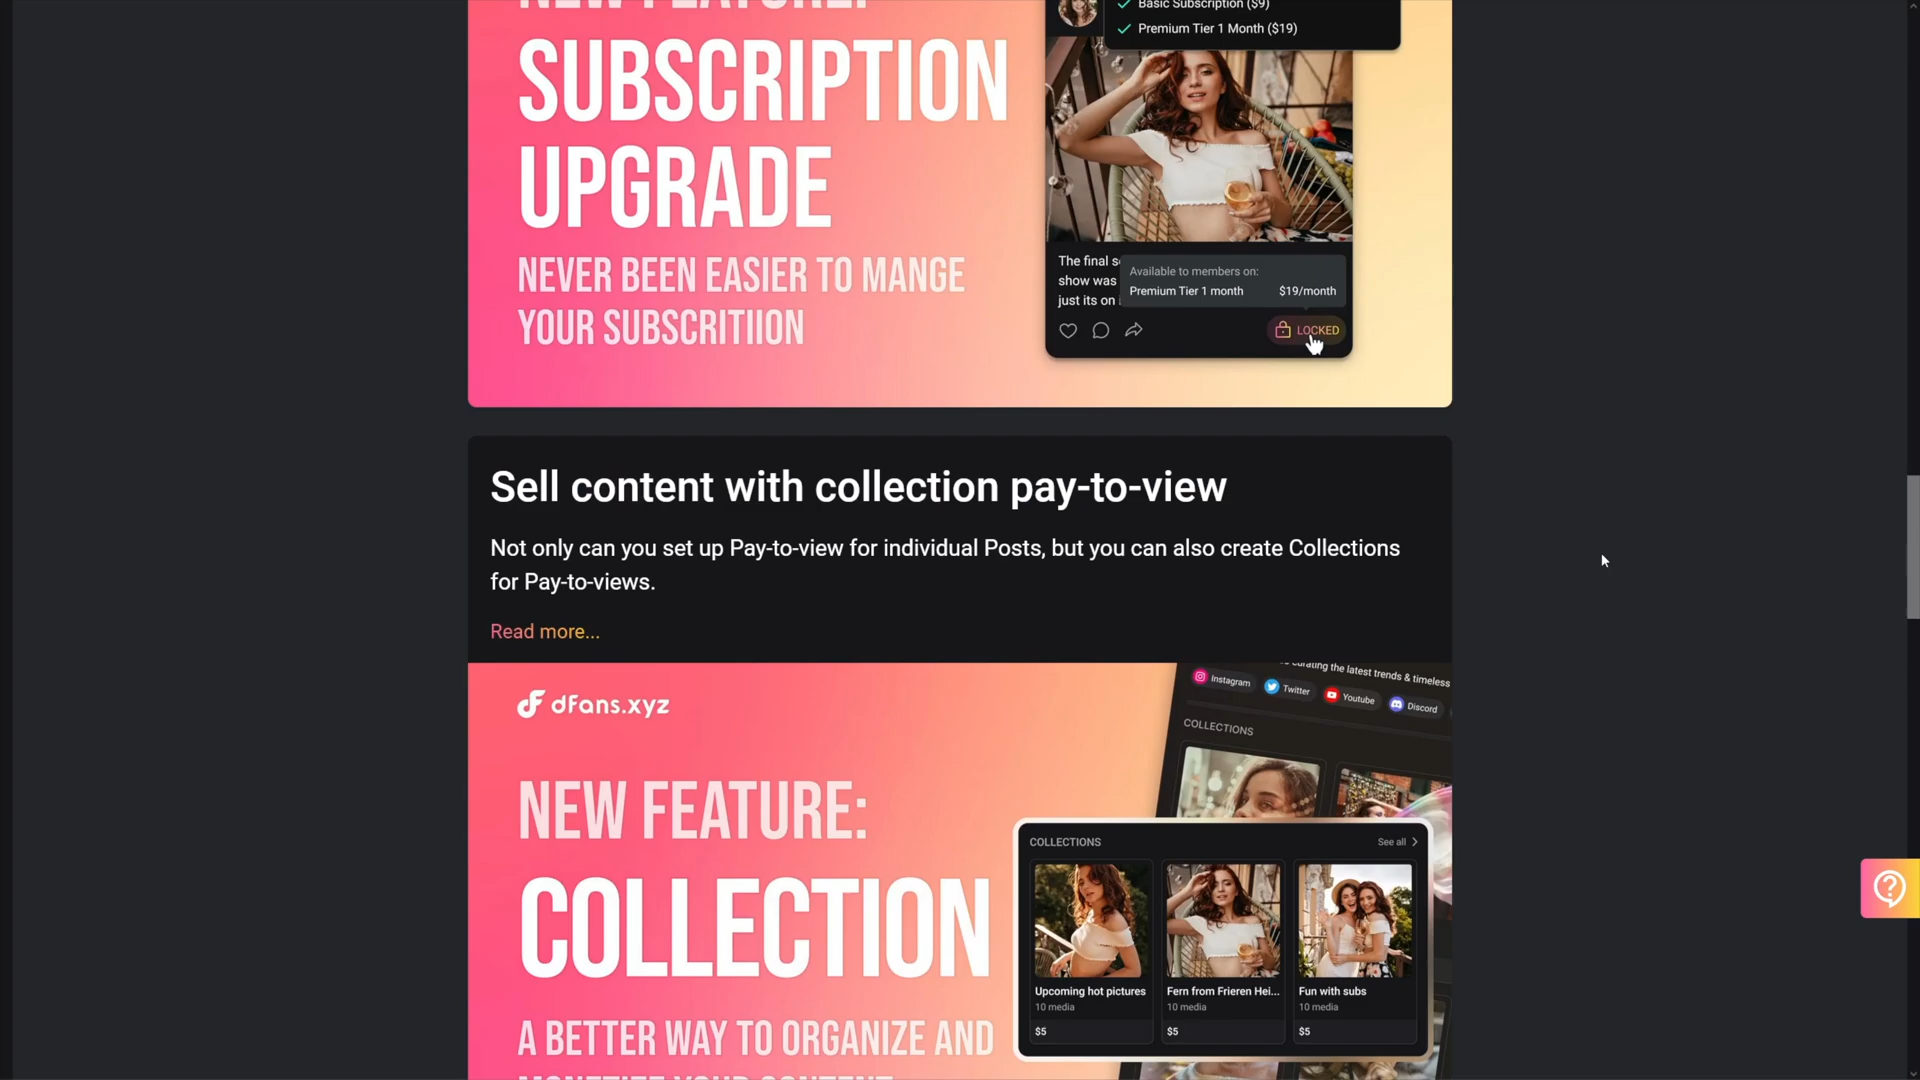 NEW FEATURE:
SUBSCRIPTION
UPGRADE
NEVER BEEN EASIER TO MANGE
YOUR SUBSCRITIION
Basic Subscription ($9)
Premium Tier 1 Month ($19)
The final s
show was
just its on
Available to members on:
Premium Tier 1 month $19/month
LOCKED
Sell content with collection pay-to-view
Not only can you set up Pay-to-view for individual Posts, but you can also create Collections
for Pay-to-views.
Read more...
dFans.xyz
NEW FEATURE:
COLLECTION
A BETTER WAY TO ORGANIZE AND
MONETIZE YOUR CONTENT
curating the latest trends & timeless
Instagram Twitter Youtube Discord
COLLECTIONS
COLLECTIONS See all
Upcoming hot pictures Fern from Frieren Hei... Fun with subs
10 media 10 media 10 media
$5 $5 $5